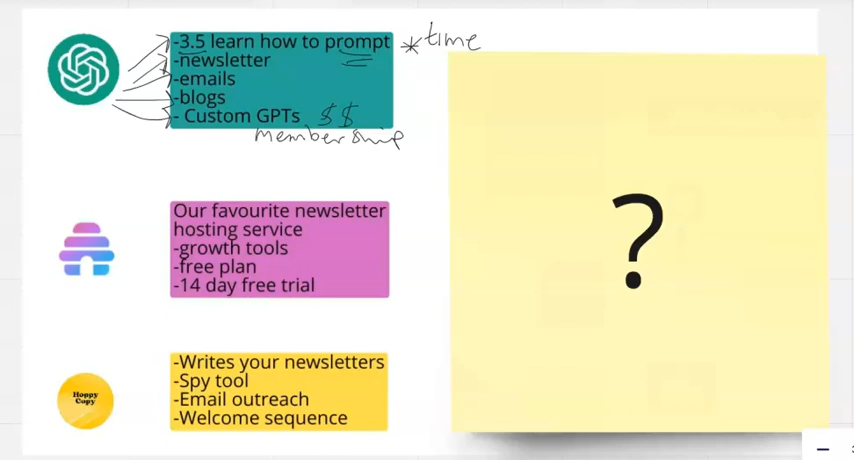 -3.5 learn how to prompt
*time
-newsletter
-emails
-blogs
- Custom GPTs $$
membership
Our favourite newsletter
hosting service
-growth tools
-free plan
-14 day free trial
?
Hoppy
Copy
-Writes your newsletters
-Spy tool
-Email outreach
-Welcome sequence